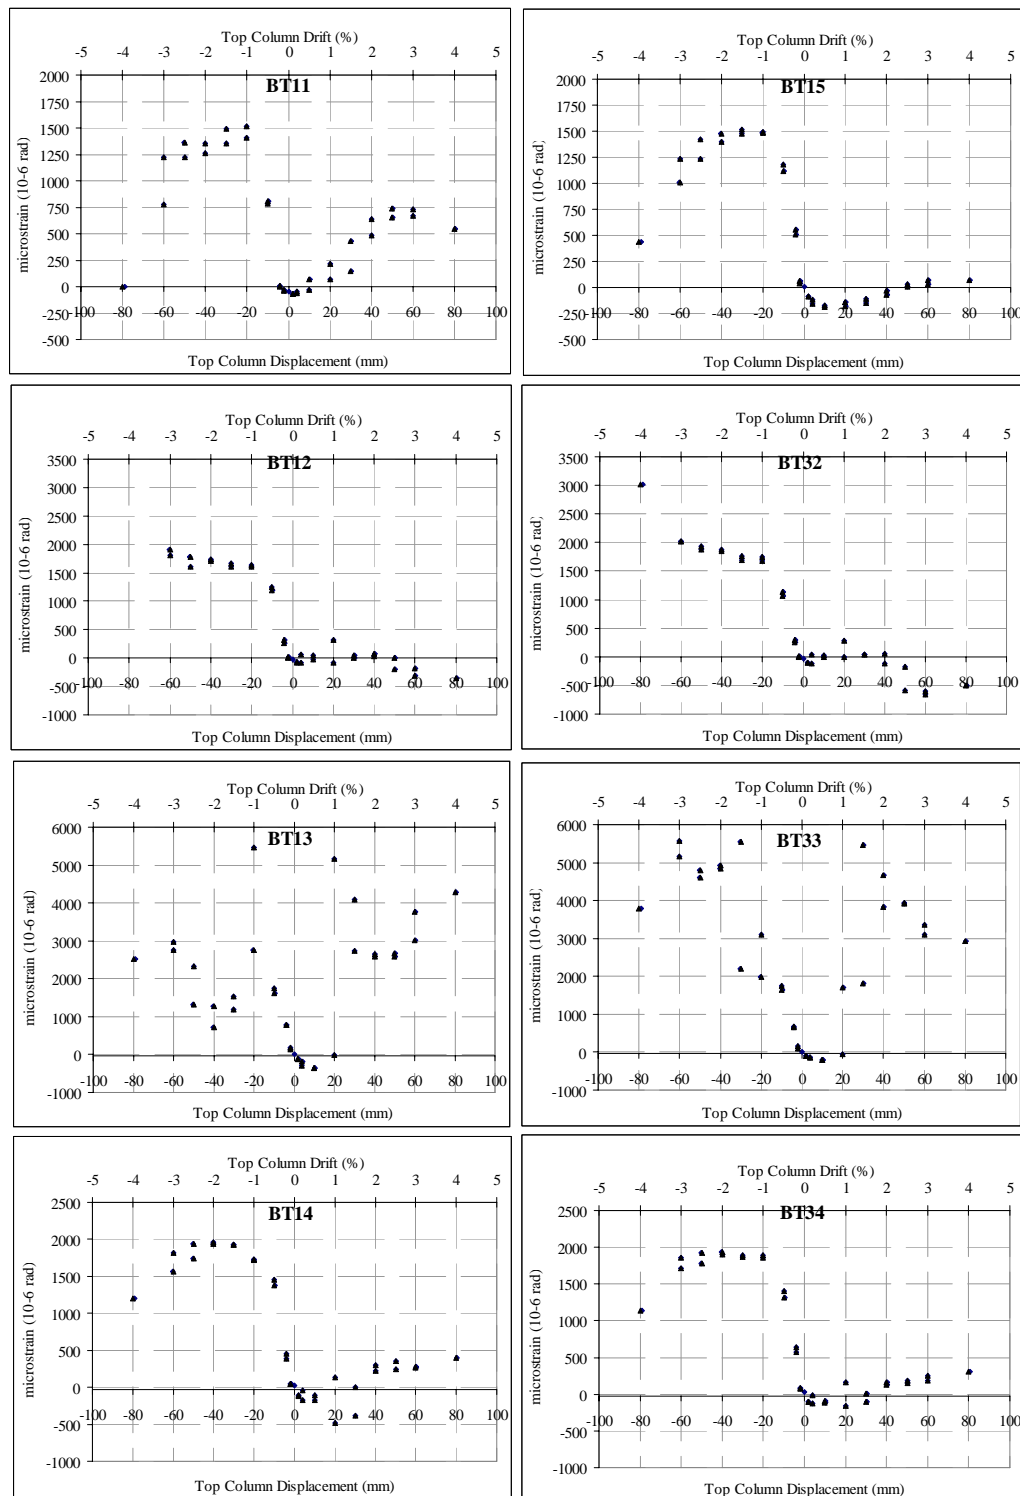 Top Column Drift (%)
-5 -4 -3 -2 -1 0 1 2 3 4 5
BT11
2000
1750
1500
1250
1000
750
500
250
0
-250
-500
microstrain (10-6 rad)
-100 -80 -60 -40 -20 0 20 40 60 80 100
Top Column Displacement (mm)
Top Column Drift (%)
-5 -4 -3 -2 -1 0 1 2 3 4 5
BT15
2000
1750
1500
1250
1000
750
500
250
0
-250
-500
microstrain (10-6 rad)
-100 -80 -60 -40 -20 0 20 40 60 80 100
Top Column Displacement (mm)
Top Column Drift (%)
-5 -4 -3 -2 -1 0 1 2 3 4 5
BT12
3500
3000
2500
2000
1500
1000
500
0
-500
-1000
microstrain (10-6 rad)
-100 -80 -60 -40 -20 0 20 40 60 80 100
Top Column Displacement (mm)
Top Column Drift (%)
-5 -4 -3 -2 -1 0 1 2 3 4 5
BT32
3500
3000
2500
2000
1500
1000
500
0
-500
-1000
microstrain (10-6 rad)
-100 -80 -60 -40 -20 0 20 40 60 80 100
Top Column Displacement (mm)
Top Column Drift (%)
-5 -4 -3 -2 -1 0 1 2 3 4 5
BT13
6000
5000
4000
3000
2000
1000
0
-1000
microstrain (10-6 rad)
-100 -80 -60 -40 -20 0 20 40 60 80 100
Top Column Displacement (mm)
Top Column Drift (%)
-5 -4 -3 -2 -1 0 1 2 3 4 5
BT33
6000
5000
4000
3000
2000
1000
0
-1000
microstrain (10-6 rad)
-100 -80 -60 -40 -20 0 20 40 60 80 100
Top Column Displacement (mm)
Top Column Drift (%)
-5 -4 -3 -2 -1 0 1 2 3 4 5
BT14
2500
2000
1500
1000
500
0
-500
-1000
microstrain (10-6 rad)
-100 -80 -60 -40 -20 0 20 40 60 80 100
Top Column Displacement (mm)
Top Column Drift (%)
-5 -4 -3 -2 -1 0 1 2 3 4 5
BT34
2500
2000
1500
1000
500
0
-500
-1000
microstrain (10-6 rad)
-100 -80 -60 -40 -20 0 20 40 60 80 100
Top Column Displacement (mm)